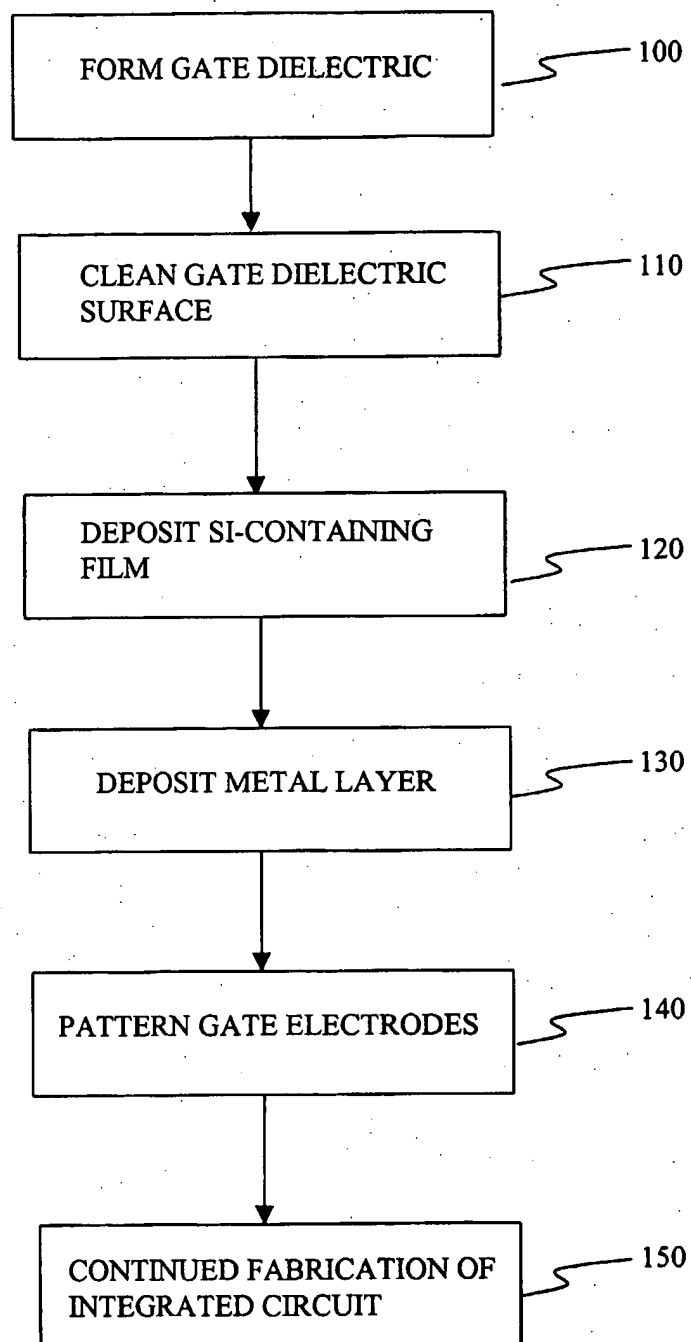 FORM GATE DIELECTRIC
100
CLEAN GATE DIELECTRIC
SURFACE
110
DEPOSIT SI-CONTAINING
FILM
120
DEPOSIT METAL LAYER
130
PATTERN GATE ELECTRODES
140
CONTINUED FABRICATION OF
INTEGRATED CIRCUIT
150